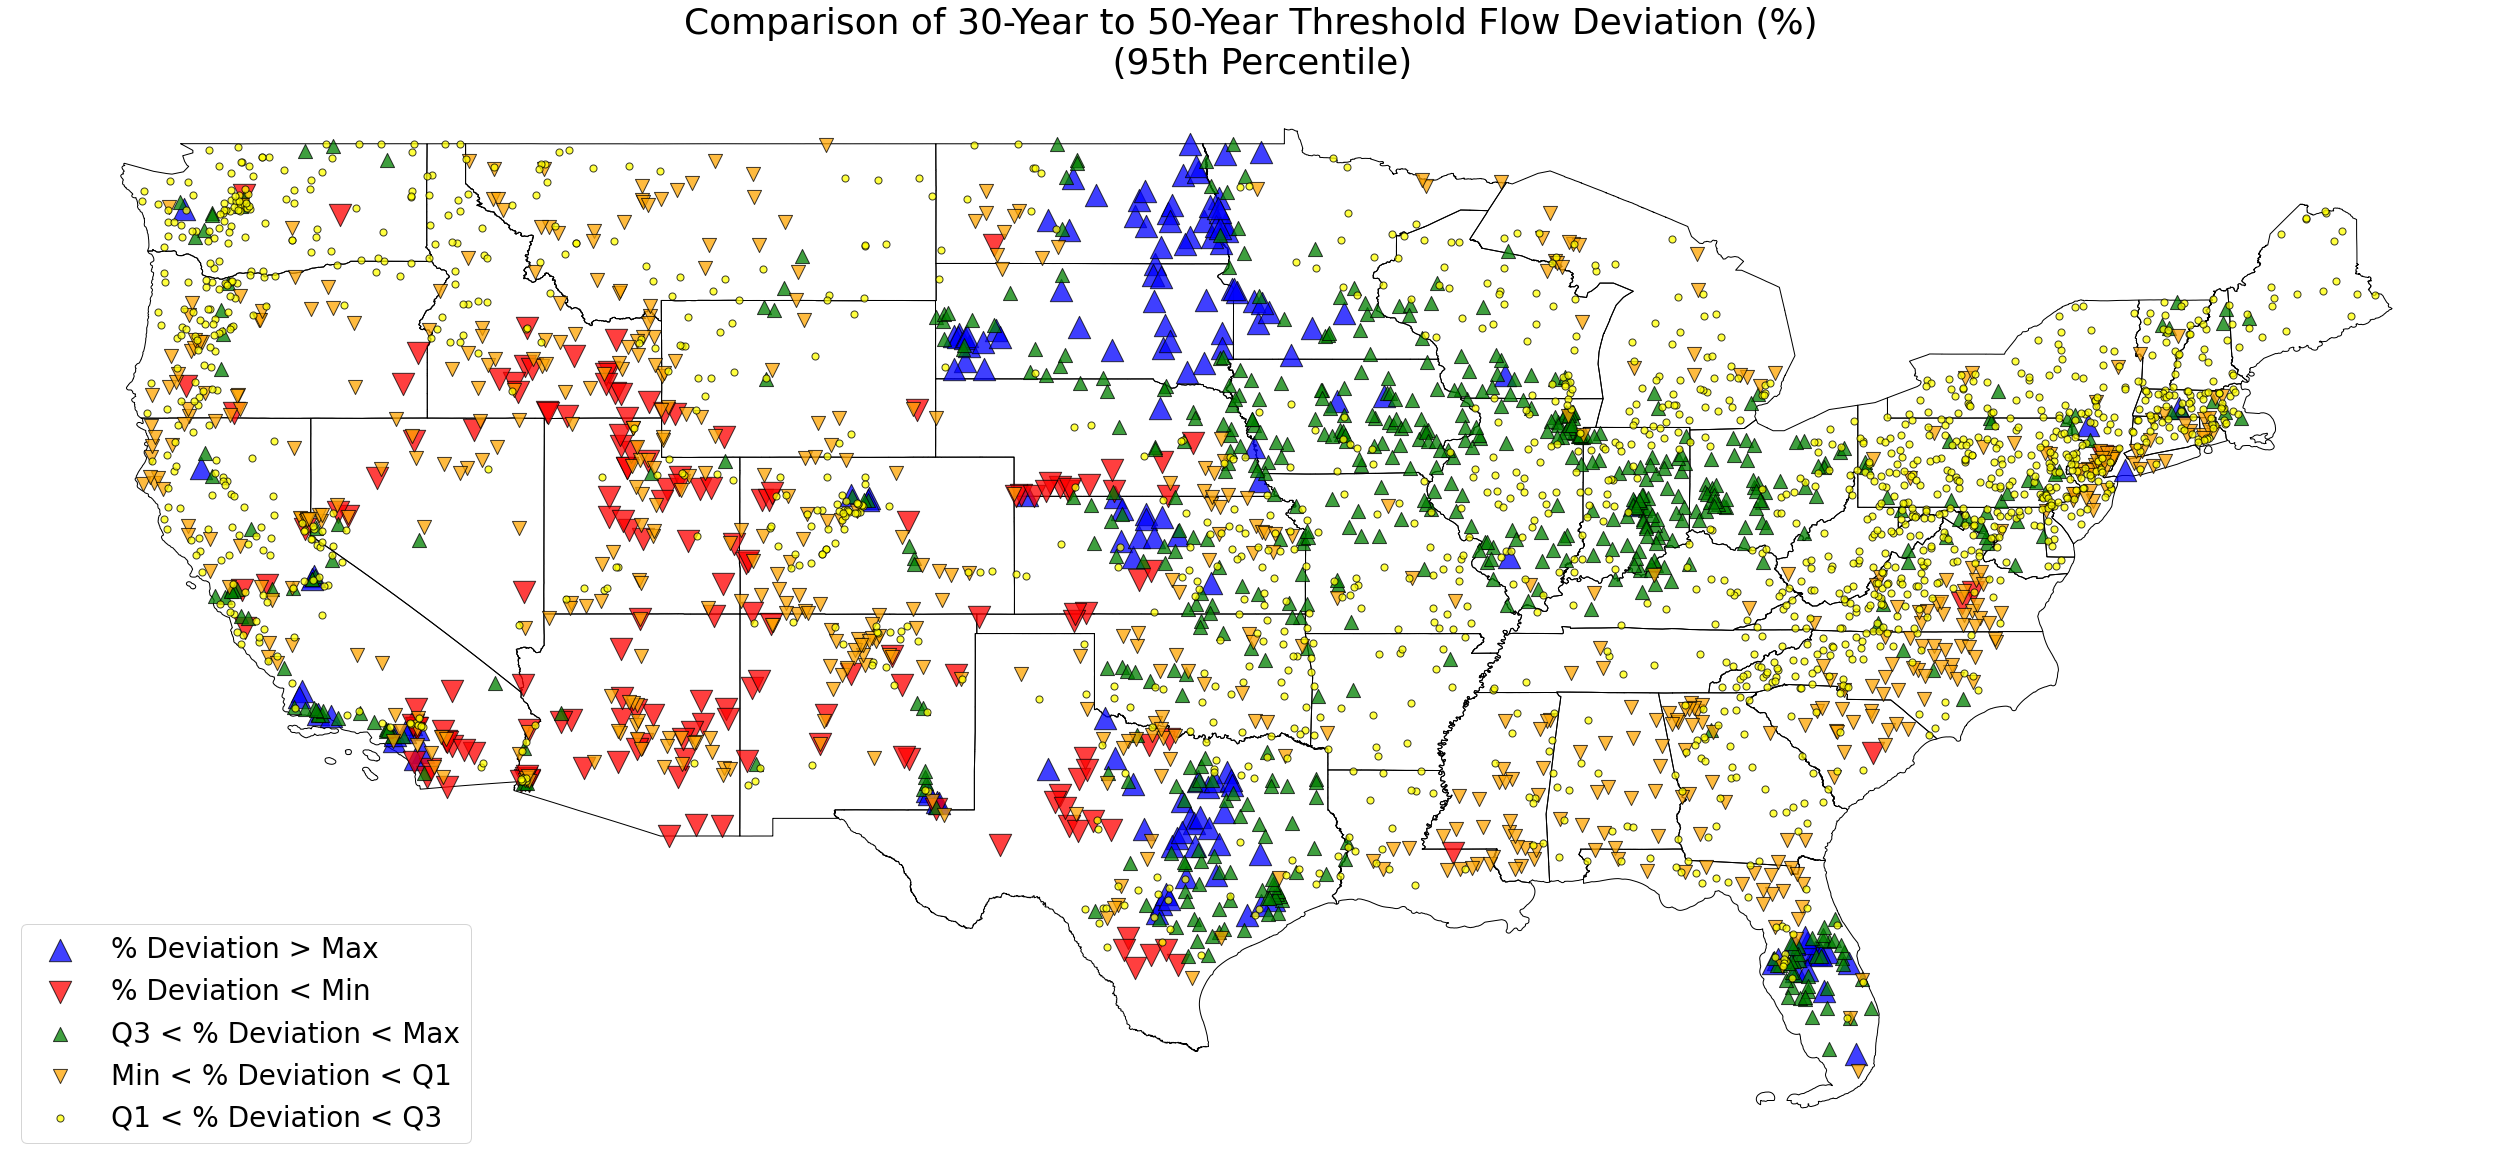 Comparison of 30-Year to 50-Year Threshold Flow Deviation (%)
(95th Percentile)
% Deviation > Max
% Deviation < Min
Q3 < % Deviation < Max
Min < % Deviation < Q1
Q1 < % Deviation < Q3